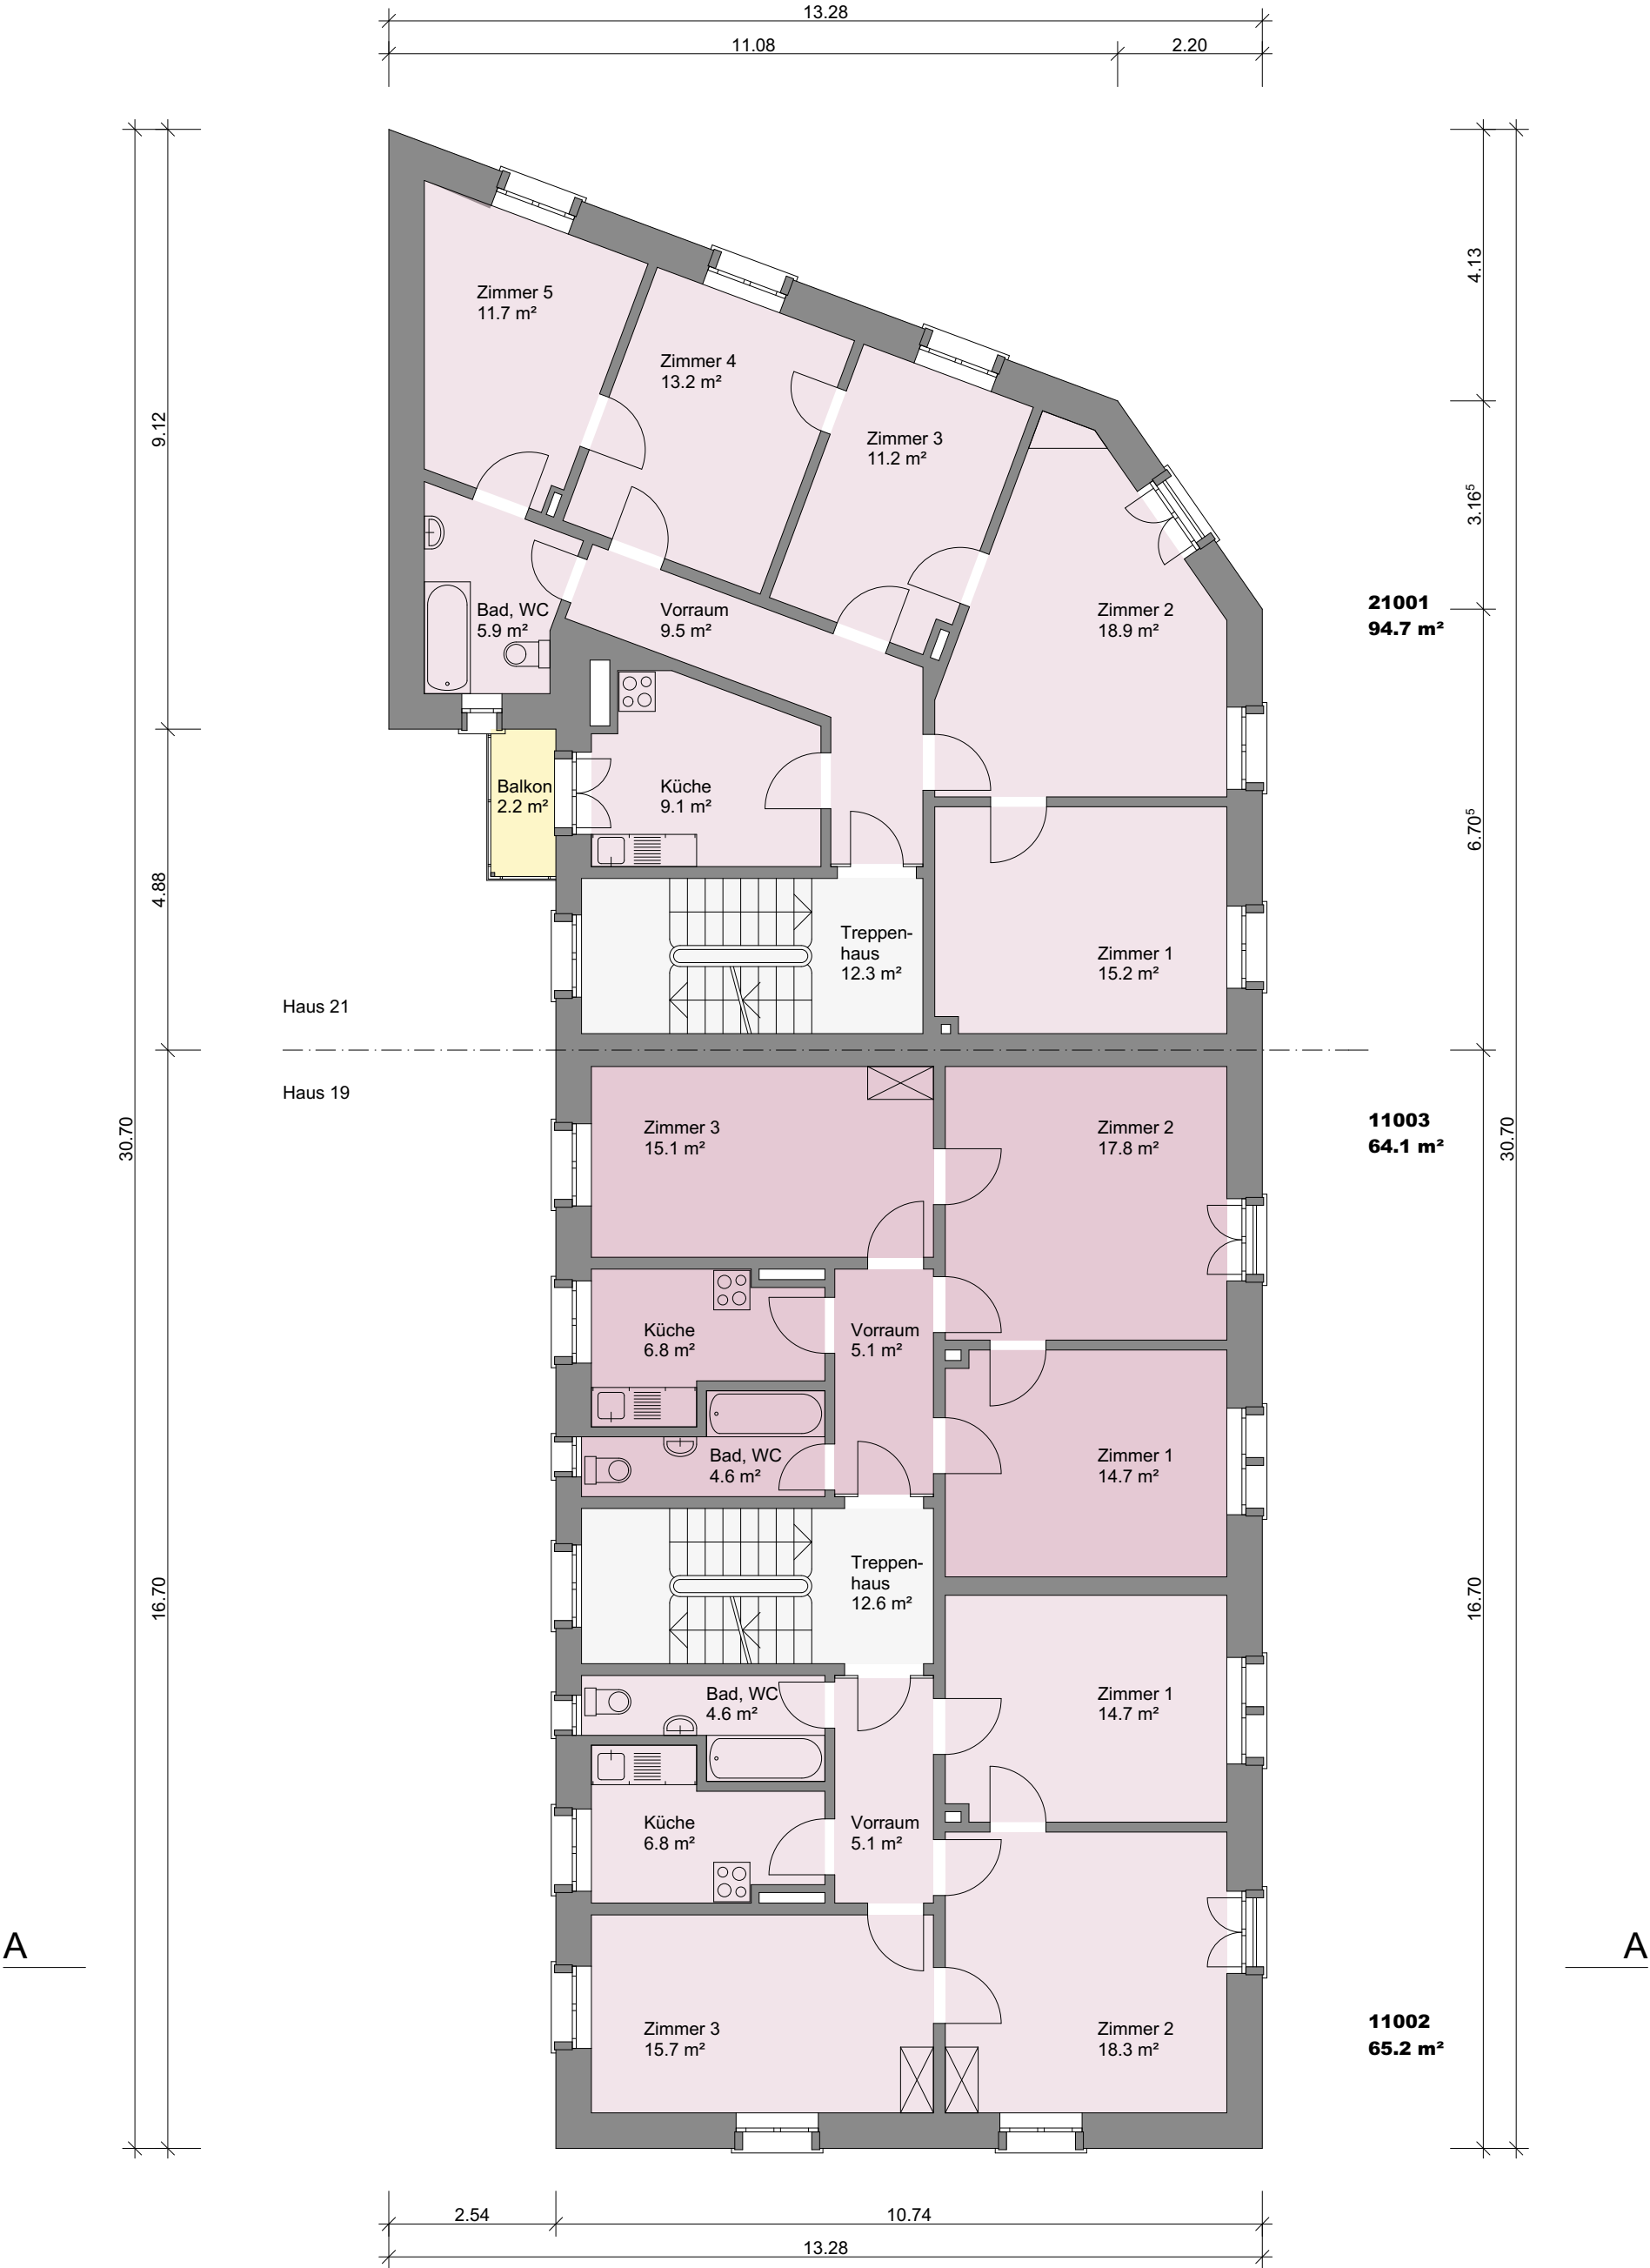 13.28
11.08
2.20
4.13
Zimmer 5
11.7 m²
Zimmer 4
13.2 m²
9.12
Zimmer 3
11.2 m²
3.16⁵
Bad, WC
5.9 m²
Vorraum
9.5 m²
Zimmer 2
18.9 m²
21001
94.7 m²
Balkon
2.2 m²
Küche
9.1 m²
6.70⁵
4.88
Treppen-
haus
12.3 m²
Zimmer 1
15.2 m²
Haus 21
Haus 19
30.70
Zimmer 3
15.1 m²
Zimmer 2
17.8 m²
11003
64.1 m²
30.70
Küche
6.8 m²
Vorraum
5.1 m²
Bad, WC
4.6 m²
Zimmer 1
14.7 m²
16.70
Treppen-
haus
12.6 m²
16.70
Bad, WC
4.6 m²
Zimmer 1
14.7 m²
Küche
6.8 m²
Vorraum
5.1 m²
A
A
Zimmer 3
15.7 m²
Zimmer 2
18.3 m²
11002
65.2 m²
2.54
10.74
13.28